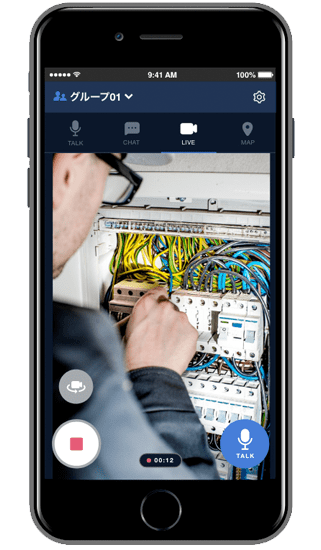 9:41 AM
100%
グループ01
TALK
CHAT
LIVE
MAP
00:12
TALK